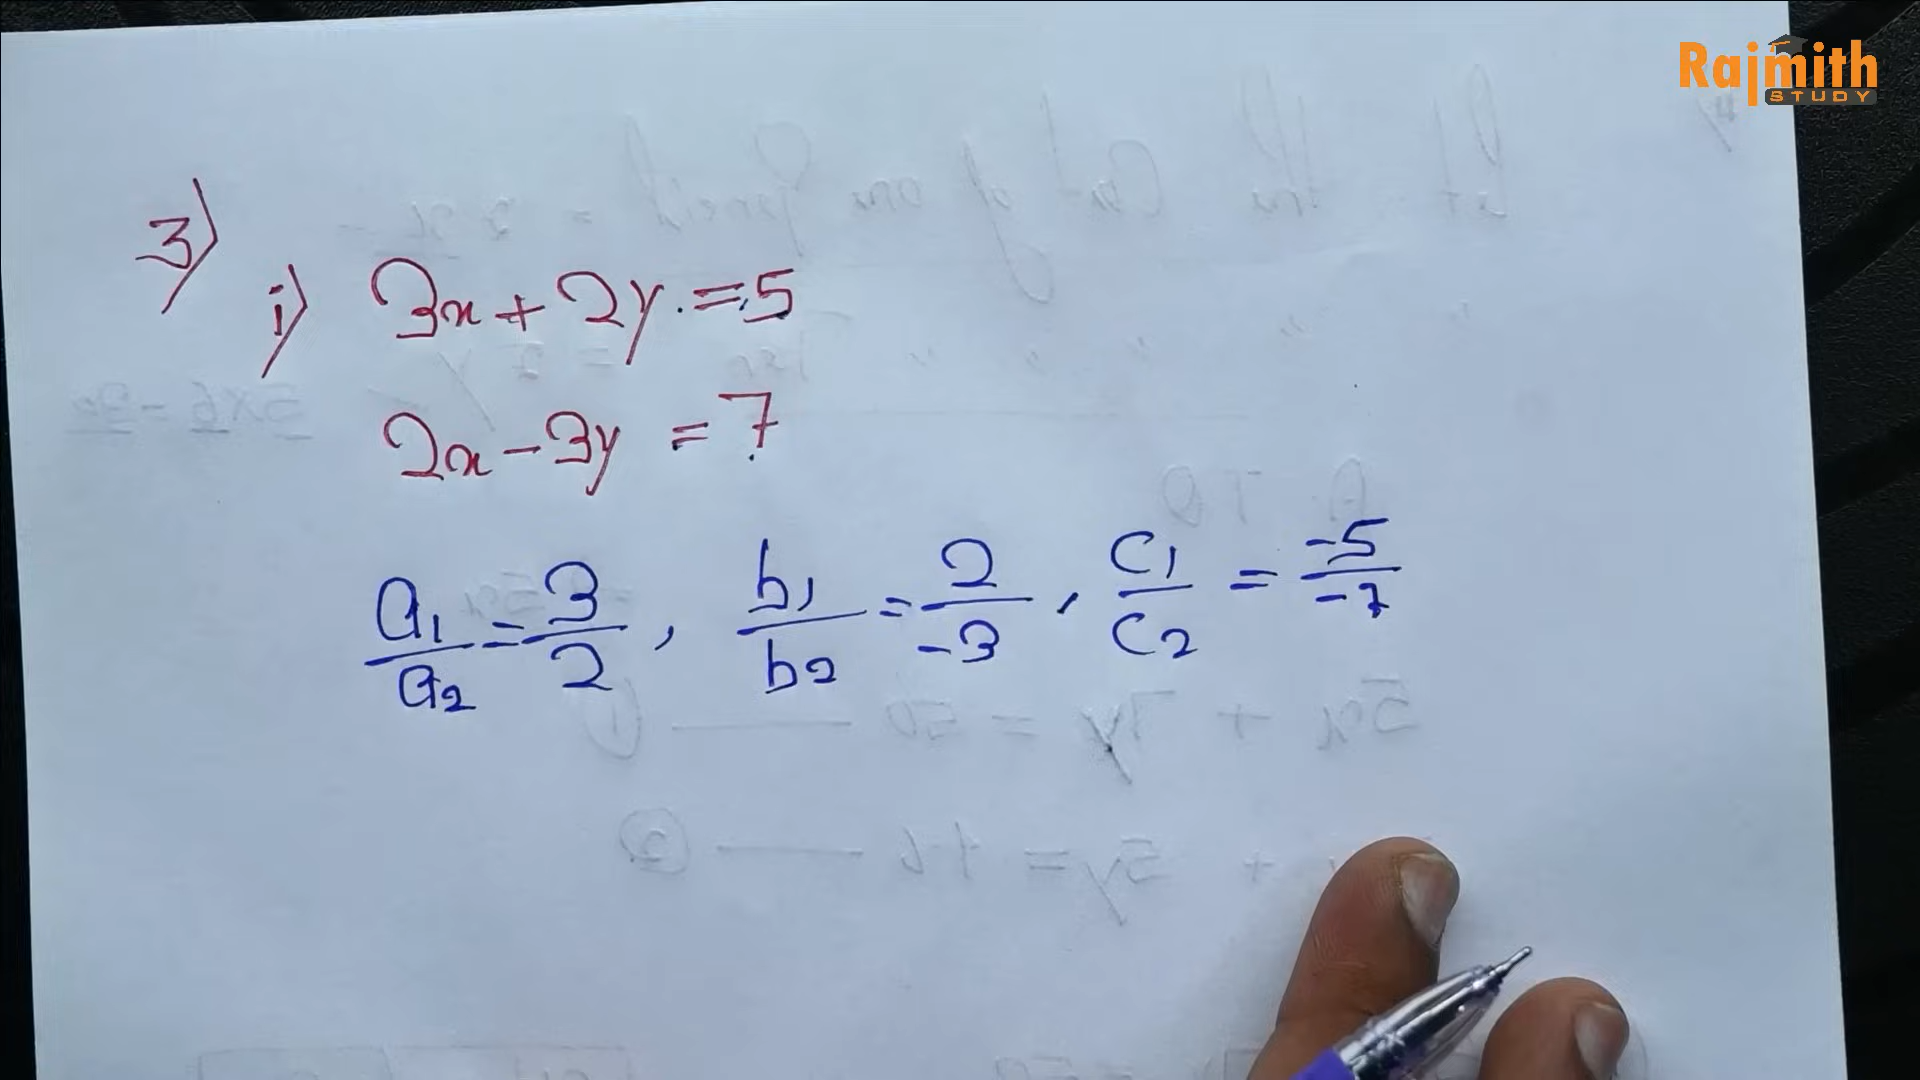 Rajmith
STUDY
3)
i) 3x + 2y = 5
2x - 3y = 7
a1/a2 = 3/2, b1/b2 = 2/-3, c1/c2 = -5/-7